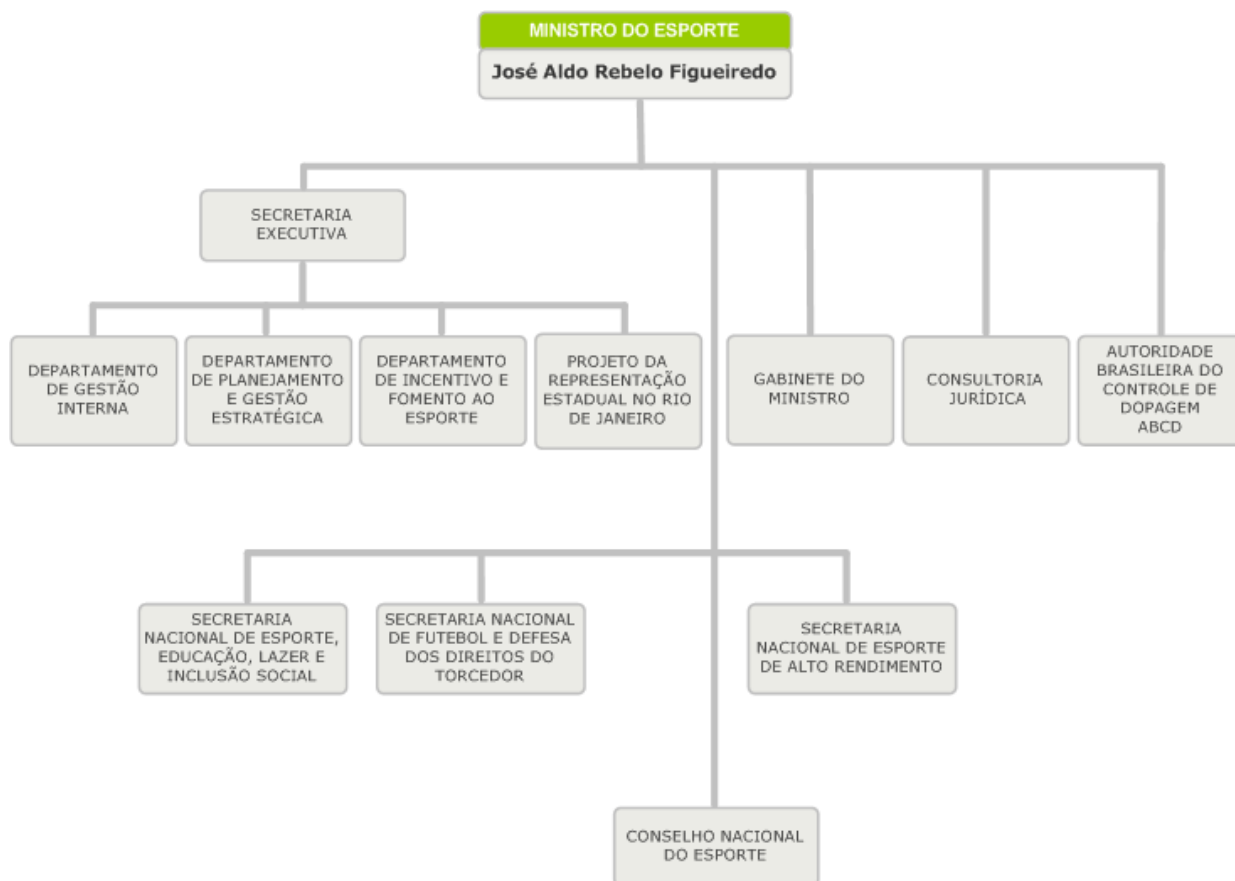 MINISTRO DO ESPORTE
José Aldo Rebelo Figueiredo
SECRETARIA
EXECUTIVA
DEPARTAMENTO
DE GESTÃO
INTERNA
DEPARTAMENTO
DE PLANEJAMENTO
E GESTÃO
ESTRATÉGICA
DEPARTAMENTO
DE INCENTIVO E
FOMENTO AO
ESPORTE
PROJETO DA
REPRESENTAÇÃO
ESTADUAL NO RIO
DE JANEIRO
GABINETE DO
MINISTRO
CONSULTORIA
JURÍDICA
AUTORIDADE
BRASILEIRA DO
CONTROLE DE
DOPAGEM
ABCD
SECRETARIA
NACIONAL DE ESPORTE,
EDUCAÇÃO, LAZER E
INCLUSÃO SOCIAL
SECRETARIA NACIONAL
DE FUTEBOL E DEFESA
DOS DIREITOS DO
TORCEDOR
SECRETARIA
NACIONAL DE ESPORTE
DE ALTO RENDIMENTO
CONSELHO NACIONAL
DO ESPORTE